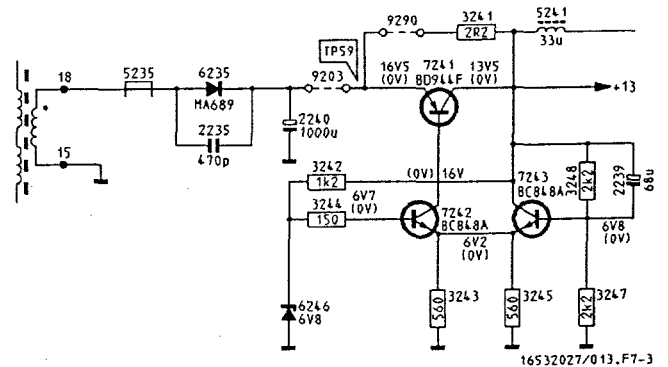 9290
3241
2R2
5241
33u
TP59
18
5235
6235
MA689
9203
16V5
(0V)
7241
BD944F
13V5
(0V)
+13
2235
470p
2240
1000u
15
3242
1k2
(0V)
16V
7243
BC848A
3248
2k2
2239
68u
3244
150
6V7
(0V)
7242
BC848A
6V2
(0V)
6V8
(0V)
6246
6V8
3243
560
3245
560
3247
2k2
16532027/013.F7-3